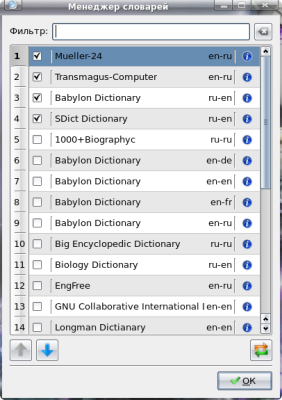 Менеджер словарей
Фильтр:
1 Mueller-24 en-ru
2 Transmagus-Computer en-ru
3 Babylon Dictionary ru-en
4 SDict Dictionary ru-en
5 1000+Biographyc ru-ru
6 Babylon Dictionary en-de
7 Babylon Dictionary en-en
8 Babylon Dictionary en-fr
9 Babylon Dictionary en-ru
10 Big Encyclopedic Dictionary ru-ru
11 Biology Dictionary ru-en
12 EngFree en-ru
13 GNU Collaborative International en-en
14 Longman Dictianary en-ru
OK